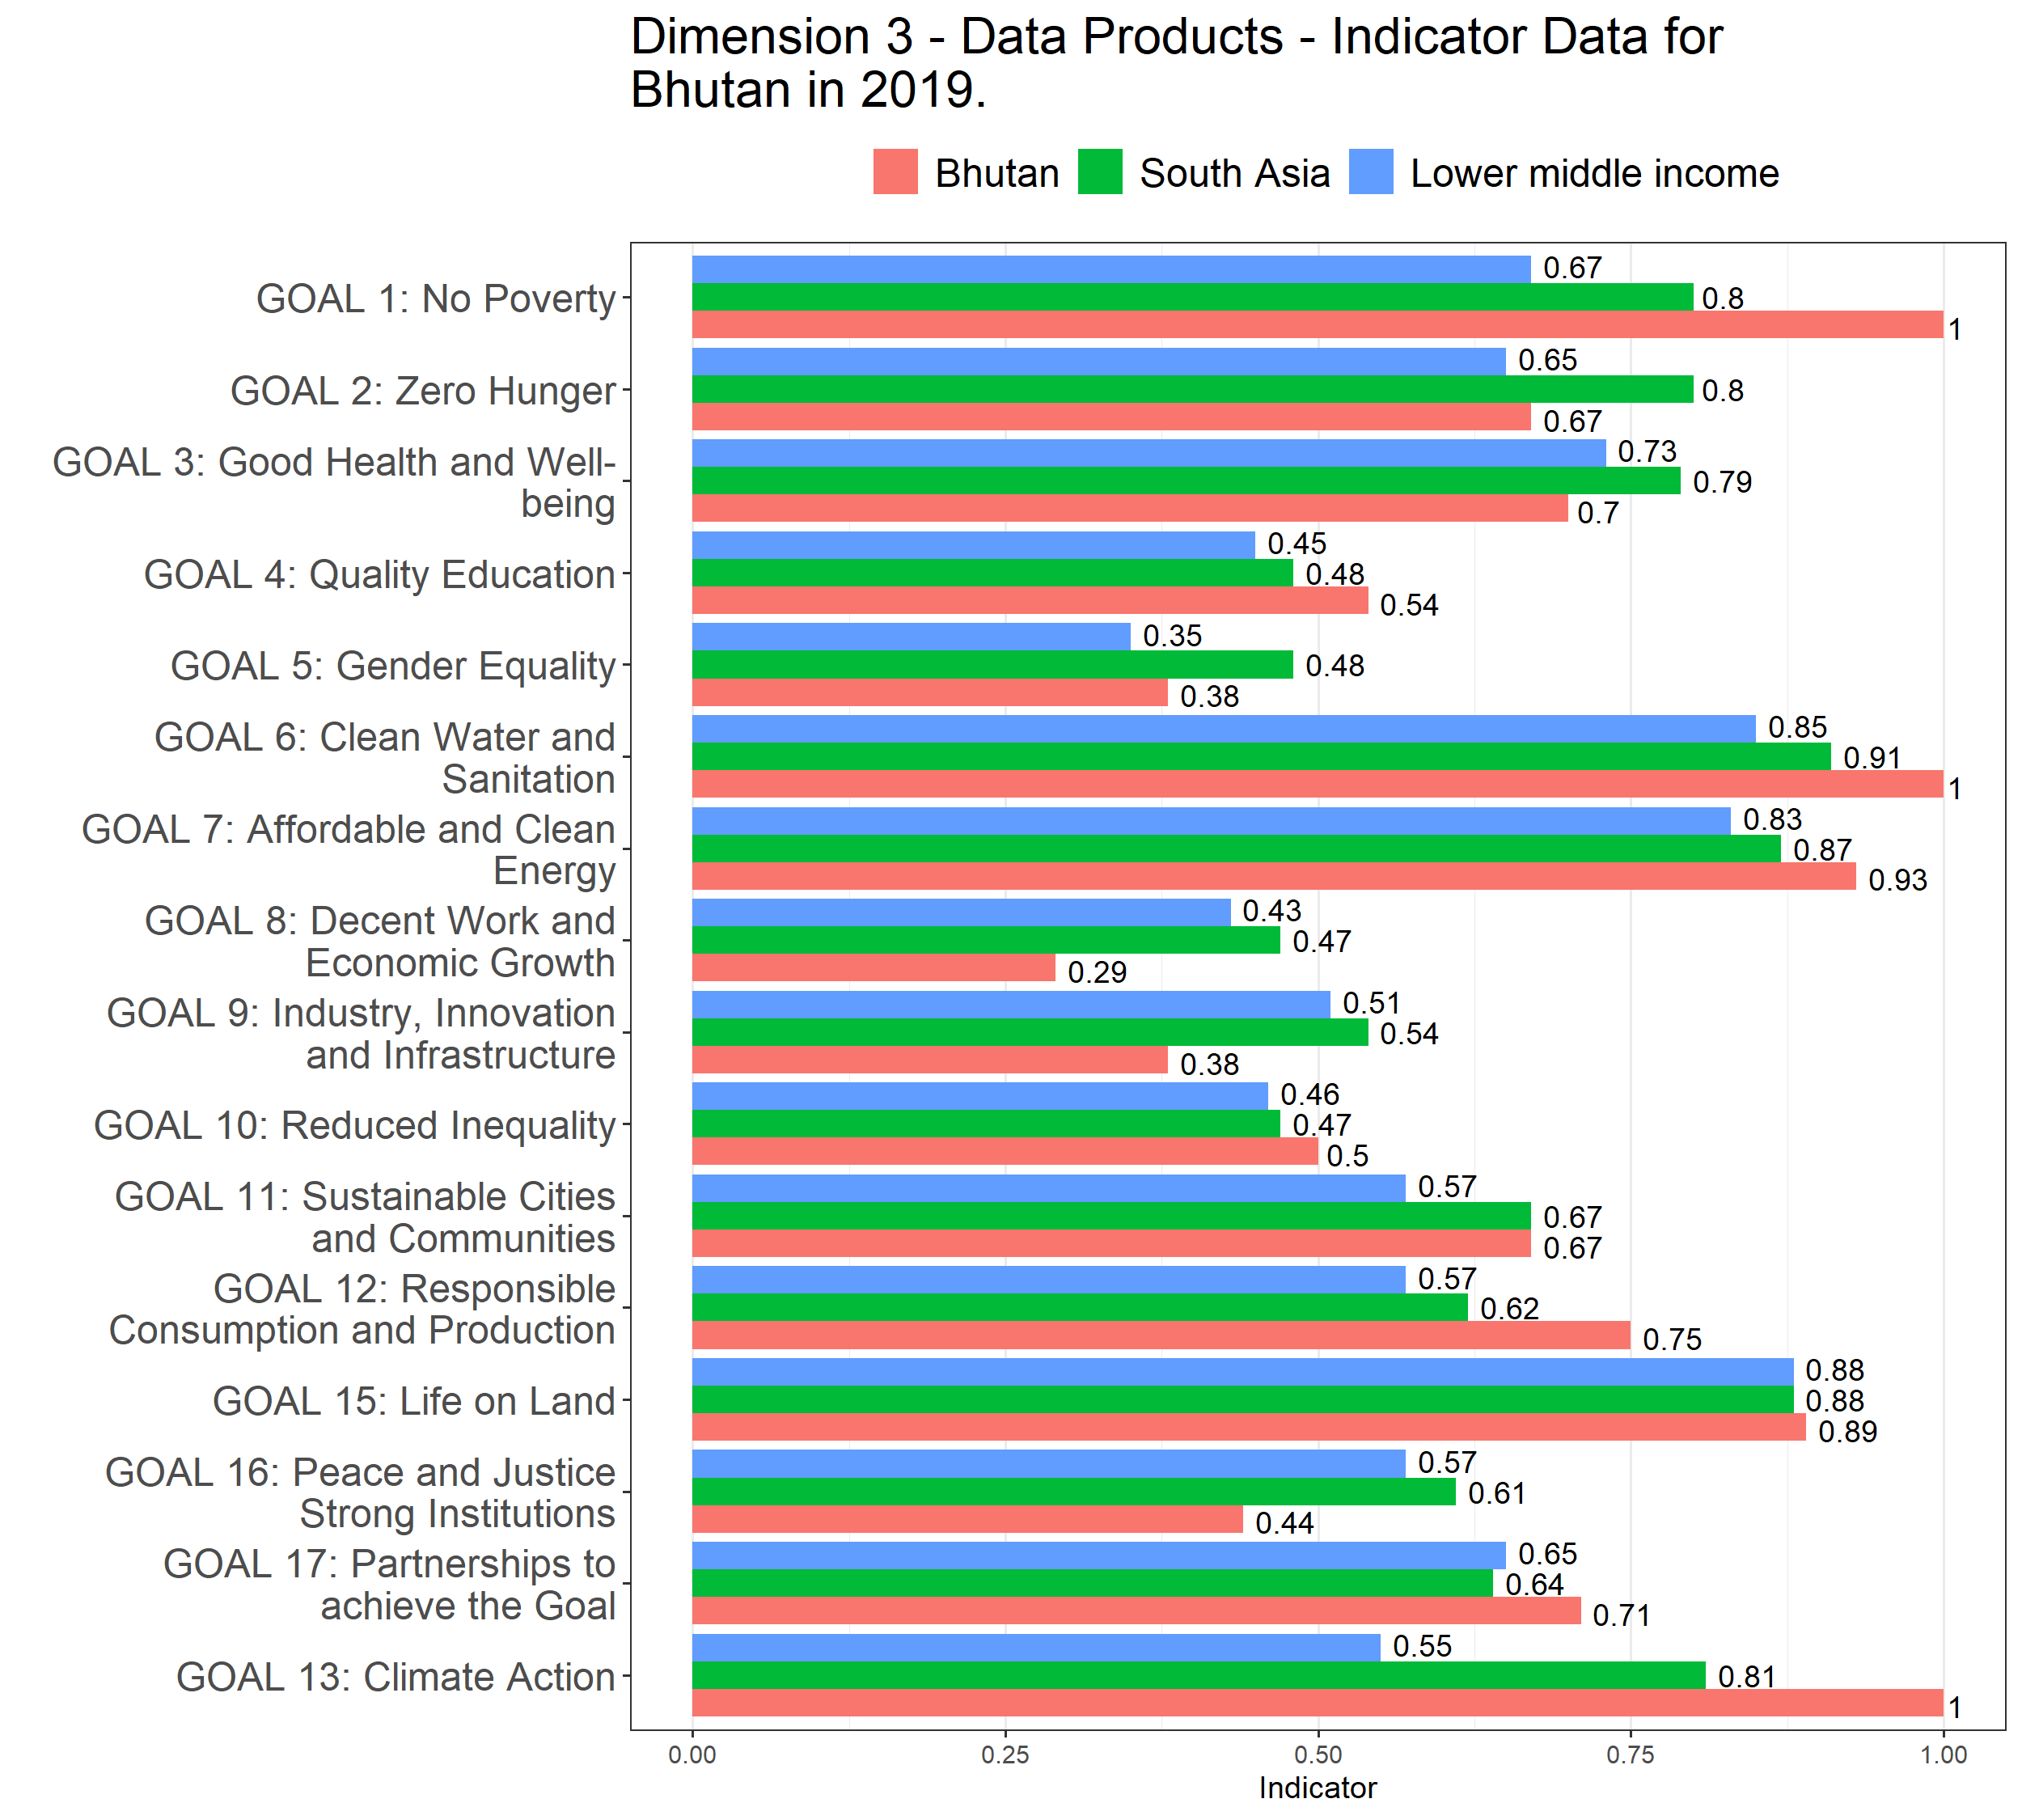 Dimension 3 - Data Products - Indicator Data for
Bhutan in 2019.
Bhutan
South Asia
Lower middle income
GOAL 1: No Poverty
0.67
0.8
1
GOAL 2: Zero Hunger
0.65
0.8
0.67
GOAL 3: Good Health and Well-
being
0.73
0.79
0.7
GOAL 4: Quality Education
0.45
0.48
0.54
GOAL 5: Gender Equality
0.35
0.48
0.38
GOAL 6: Clean Water and
Sanitation
0.85
0.91
1
GOAL 7: Affordable and Clean
Energy
0.83
0.87
0.93
GOAL 8: Decent Work and
Economic Growth
0.43
0.47
0.29
GOAL 9: Industry, Innovation
and Infrastructure
0.51
0.54
0.38
GOAL 10: Reduced Inequality
0.46
0.47
0.5
GOAL 11: Sustainable Cities
and Communities
0.57
0.67
0.67
GOAL 12: Responsible
Consumption and Production
0.57
0.62
0.75
GOAL 15: Life on Land
0.88
0.88
0.89
GOAL 16: Peace and Justice
Strong Institutions
0.57
0.61
0.44
GOAL 17: Partnerships to
achieve the Goal
0.65
0.64
0.71
GOAL 13: Climate Action
0.55
0.81
1
0.00
0.25
0.50
0.75
1.00
Indicator